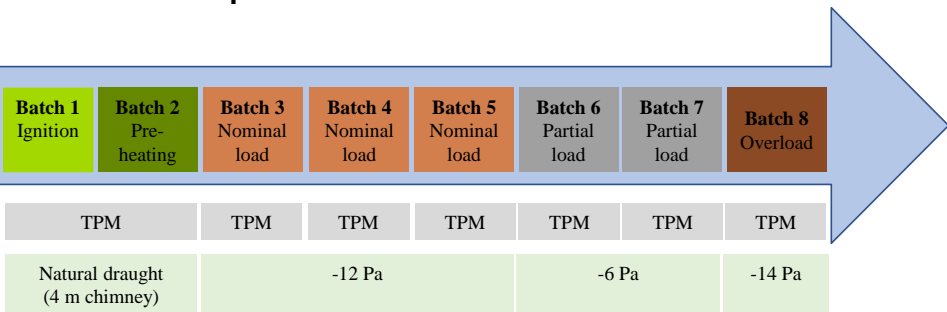 Batch 1
Ignition
Batch 2
Pre-
heating
Batch 3
Nominal
load
Batch 4
Nominal
load
Batch 5
Nominal
load
Batch 6
Partial
load
Batch 7
Partial
load
Batch 8
Overload
TPM
TPM
TPM
TPM
TPM
TPM
TPM
Natural draught
(4 m chimney)
-12 Pa
-6 Pa
-14 Pa